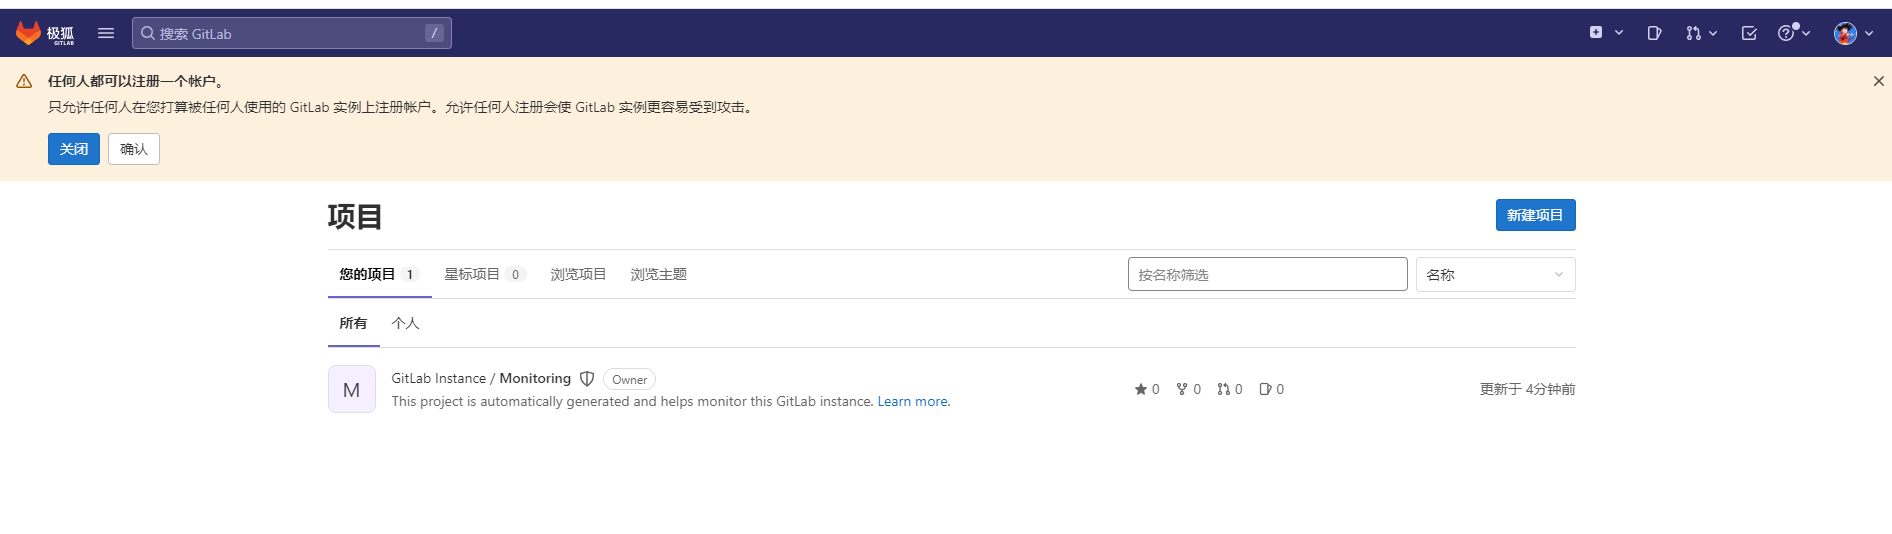 极狐
GITLAB
搜索 GitLab
/
任何人都可以注册一个帐户。
只允许任何人在您打算被任何人使用的 GitLab 实例上注册帐户。允许任何人注册会使 GitLab 实例更容易受到攻击。
关闭 确认
项目
新建项目
您的项目 1 星标项目 0 浏览项目 浏览主题
按名称筛选
名称
所有 个人
M
GitLab Instance / Monitoring Owner
This project is automatically generated and helps monitor this GitLab instance. Learn more.
0 0 0 0
更新于 4分钟前